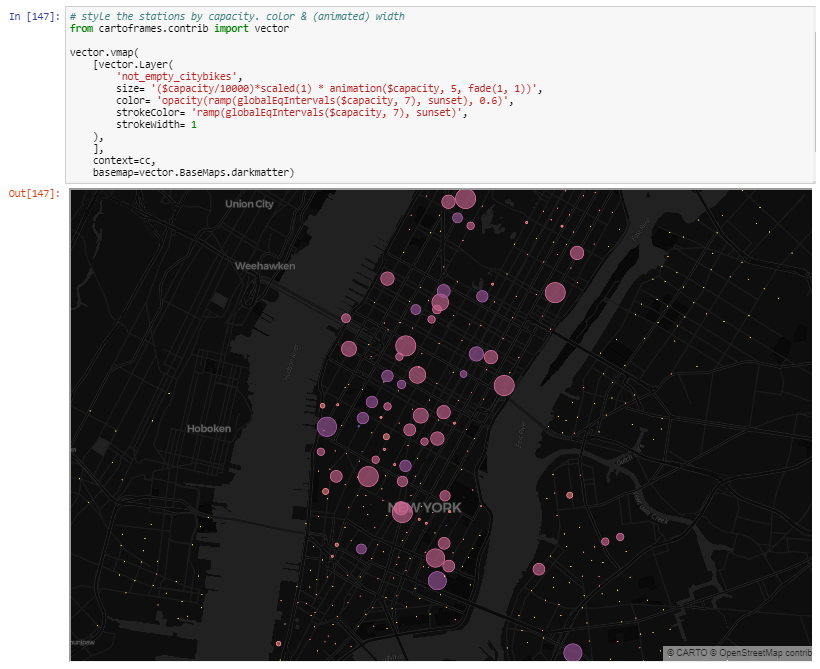 In [147]:
# style the stations by capacity. color & (animated) width
from cartoframes.contrib import vector
vector.vmap(
[vector.Layer(
'not_empty_citybikes',
size= '($capacity/10000)*scaled(1) * animation($capacity, 5, fade(1, 1))',
color= 'opacity(ramp(globalEqIntervals($capacity, 7), sunset), 0.6)',
strokeColor= 'ramp(globalEqIntervals($capacity, 7), sunset)',
strokeWidth= 1
),
],
context=cc,
basemap=vector.BaseMaps.darkmatter)
Out[147]:
Union City
Weehawken
Hoboken
NEW YORK
© CARTO © OpenStreetMap contrib